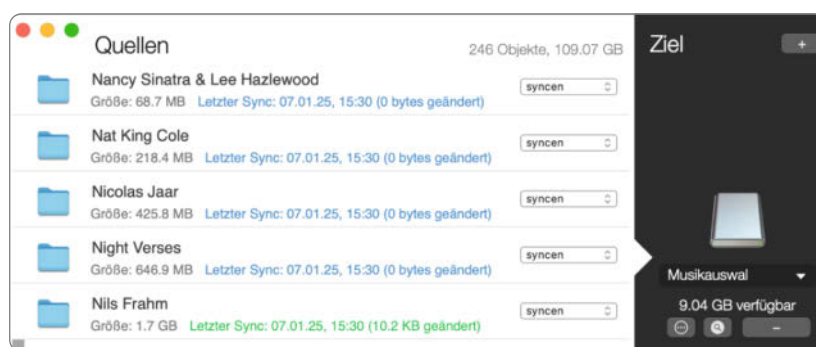 Quellen
246 Objekte, 109.07 GB
Nancy Sinatra & Lee Hazlewood
Größe: 68.7 MB Letzter Sync: 07.01.25, 15:30 (0 bytes geändert)
syncen
Nat King Cole
Größe: 218.4 MB Letzter Sync: 07.01.25, 15:30 (0 bytes geändert)
syncen
Nicolas Jaar
Größe: 425.8 MB Letzter Sync: 07.01.25, 15:30 (0 bytes geändert)
syncen
Night Verses
Größe: 646.9 MB Letzter Sync: 07.01.25, 15:30 (0 bytes geändert)
syncen
Nils Frahm
Größe: 1.7 GB Letzter Sync: 07.01.25, 15:30 (10.2 KB geändert)
syncen
Ziel
+
Musikauswal
9.04 GB verfügbar
−